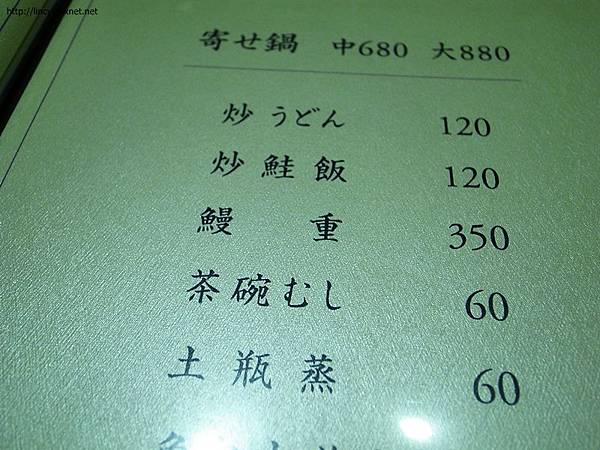 寄せ鍋 中680 大880
炒うどん 120
炒鮭飯 120
鰻重 350
茶碗むし 60
土瓶蒸 60